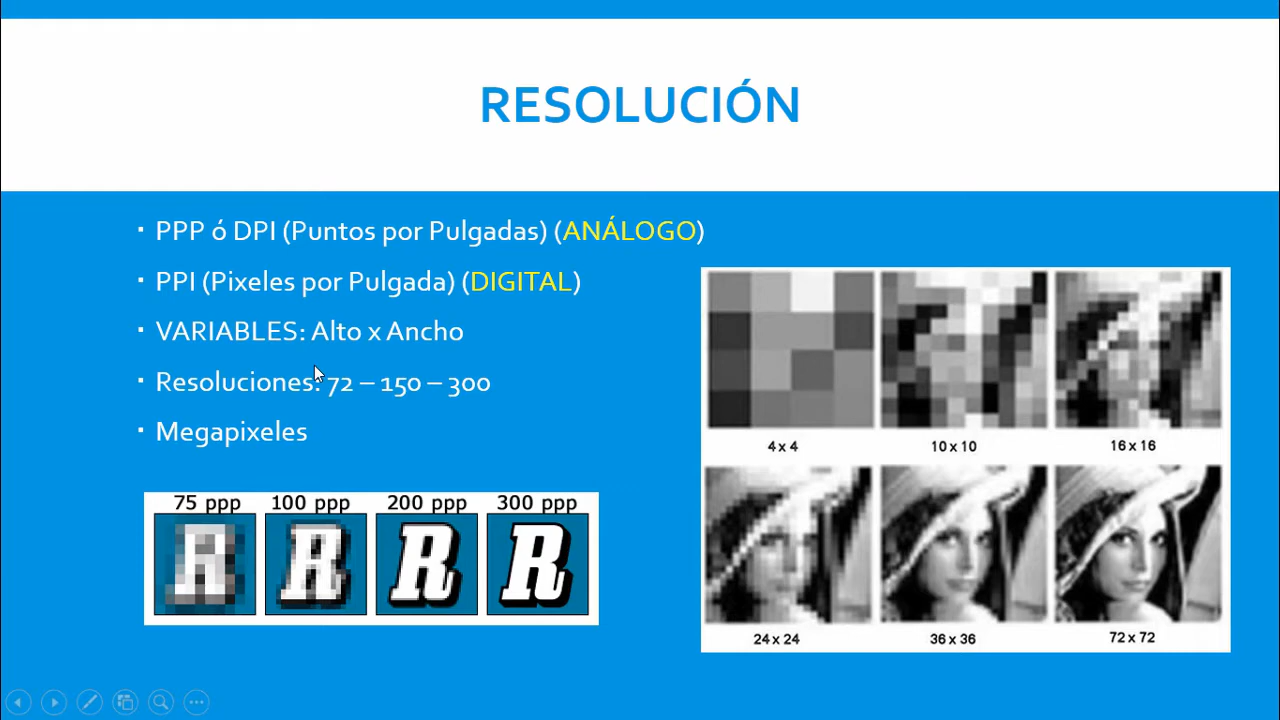 RESOLUCIÓN
PPP ó DPI (Puntos por Pulgadas) (ANÁLOGO)
PPI (Pixeles por Pulgada) (DIGITAL)
VARIABLES: Alto x Ancho
Resoluciones: 72 – 150 – 300
Megapixeles
75 ppp 100 ppp 200 ppp 300 ppp
R R R R
4 x 4 10 x 10 16 x 16
24 x 24 36 x 36 72 x 72